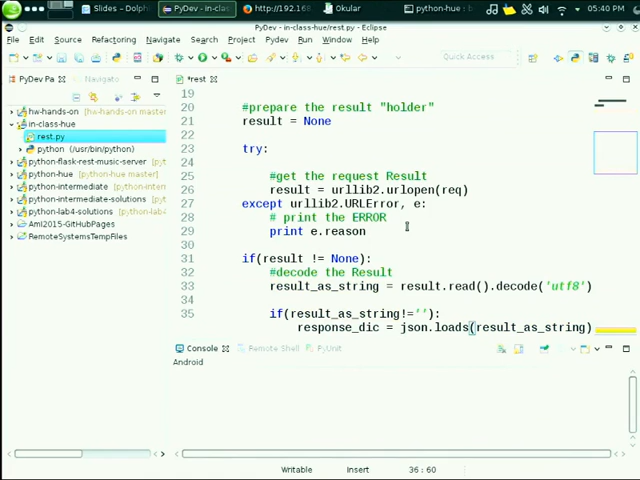 Slides - Dolph
PyDev - in-clas
http://192.168
Okular
python-hue : b
05:40 PM
PyDev - in-class-hue/rest.py - Eclipse
File Edit Source Refactoring Navigate Search Project Pydev Run Window Help
Quick Access
PyDev Pa
Navigato
*rest
hw-hands-on [hw-hands-on master
in-class-hue
rest.py
python (/usr/bin/python)
python-flask-rest-music-server
python-hue [python-hue master]
python-intermediate
python-intermediate-solutions
python-lab4-solutions
AmI2015-GitHubPages
RemoteSystemsTempFiles
19
20 #prepare the result "holder"
21 result = None
22
23 try:
24
25 #get the request Result
26 result = urllib2.urlopen(req)
27 except urllib2.URLError, e:
28 # print the ERROR
29 print e.reason
30
31 if(result != None):
32 #decode the Result
33 result_as_string = result.read().decode('utf8')
34
35 if(result_as_string!=''):
response_dic = json.loads(result_as_string)
Console
Remote Shell
PyUnit
Android
Writable
Insert
36 : 60